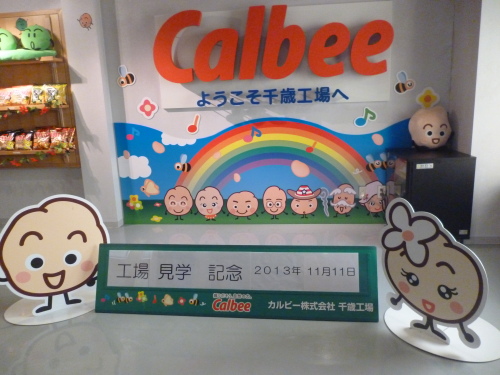 Calbee
ようこそ千歳工場へ
工場 見学 記念 2013年 11月11日
Calbee カルビー株式会社 千歳工場